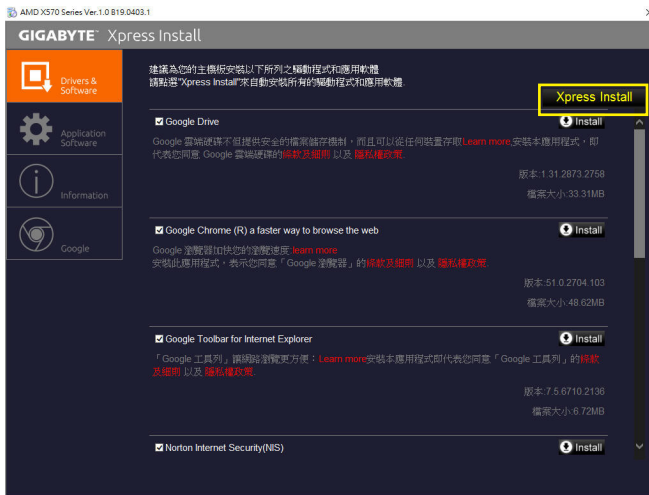 AMD X570 Series Ver.1.0 B19.0403.1
GIGABYTE™ Xpress Install
Drivers &
Software
Application
Software
Information
Google
建議為您的主機板安裝以下所列之驅動程式和應用軟體
請點選"Xpress Install"來自動安裝所有的驅動程式和應用軟體.
Xpress Install
Google Drive
Install
Google 雲端硬碟不但提供安全的檔案儲存機制，而且可以從任何裝置存取Learn more,安裝本應用程式，即
代表您同意 Google 雲端硬碟的條款及細則 以及 隱私權政策.
版本:1.31.2873.2758
檔案大小:33.31MB
Google Chrome (R) a faster way to browse the web
Install
Google 瀏覽器加快您的瀏覽速度.learn more
安裝此應用程式，表示您同意「Google 瀏覽器」的條款及細則 以及 隱私權政策.
版本:51.0.2704.103
檔案大小:48.62MB
Google Toolbar for Internet Explorer
Install
「Google 工具列」讓網路瀏覽更方便：Learn more安裝本應用程式即代表您同意「Google 工具列」的條款
及細則 以及 隱私權政策.
版本:7.5.6710.2136
檔案大小:6.72MB
Norton Internet Security(NIS)
Install